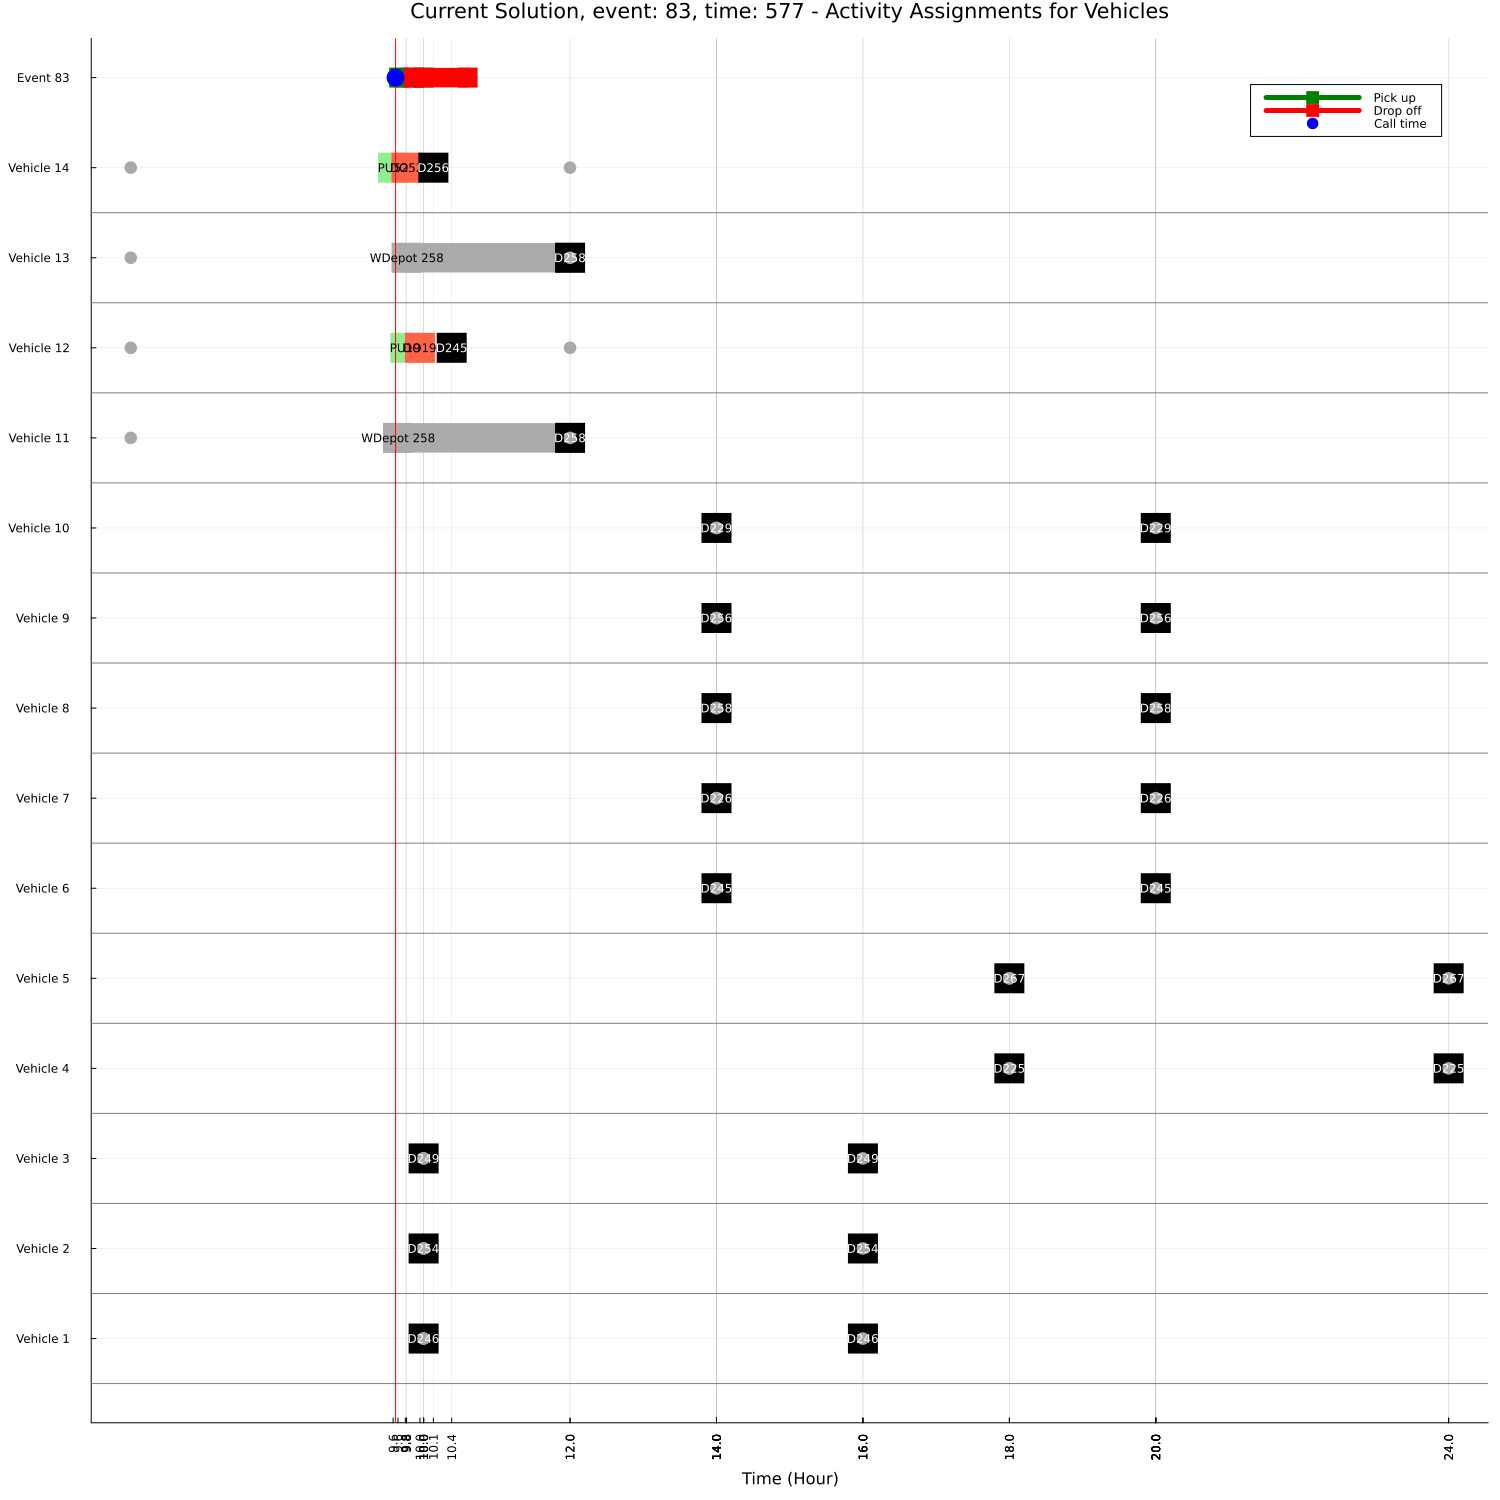 Current Solution, event: 83, time: 577 - Activity Assignments for Vehicles
Event 83
Pick up
Drop off
Call time
Vehicle 14
D256
Vehicle 13
WDepot 258
D258
Vehicle 12
D245
Vehicle 11
WDepot 258
D258
Vehicle 10
D229
D229
Vehicle 9
D256
D256
Vehicle 8
D258
D258
Vehicle 7
D226
D226
Vehicle 6
D245
D245
Vehicle 5
D267
D267
Vehicle 4
D225
D225
Vehicle 3
D249
D249
Vehicle 2
D254
D254
Vehicle 1
D246
D246
10.1
10.4
12.0
14.0
16.0
18.0
20.0
24.0
Time (Hour)